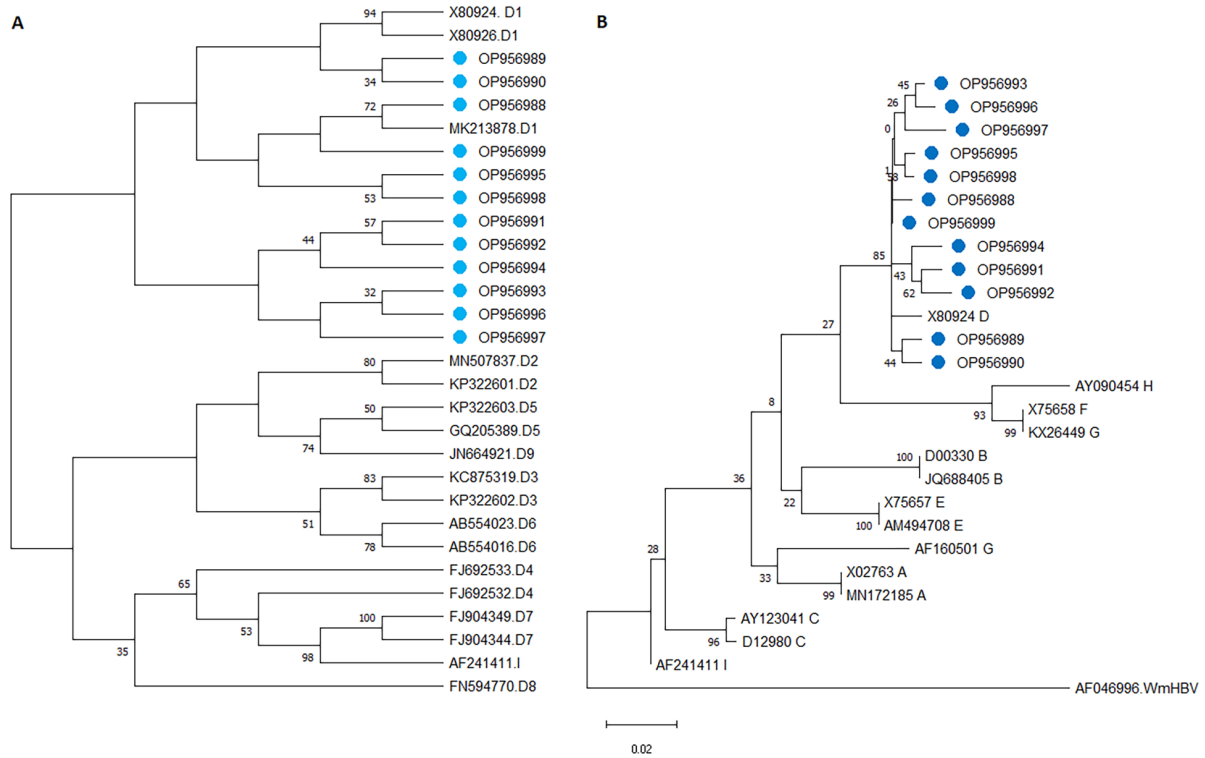 A
94
X80924. D1
X80926.D1
OP956989
34
OP956990
72
OP956988
MK213878.D1
OP956999
OP956995
53
OP956998
57
OP956991
44
OP956992
OP956994
32
OP956993
OP956996
OP956997
80
MN507837.D2
KP322601.D2
50
KP322603.D5
GQ205389.D5
74
JN664921.D9
83
KC875319.D3
KP322602.D3
51
AB554023.D6
78
AB554016.D6
65
FJ692533.D4
FJ692532.D4
53
100
FJ904349.D7
FJ904344.D7
98
AF241411.I
35
FN594770.D8
B
45
OP956993
26
OP956996
0
OP956997
OP956995
1
58
OP956998
OP956988
OP956999
85
OP956994
43
OP956991
62
OP956992
X80924 D
27
OP956989
44
OP956990
AY090454 H
8
93
X75658 F
99
KX26449 G
100
D00330 B
36
JQ688405 B
22
X75657 E
100
AM494708 E
28
AF160501 G
33
X02763 A
99
MN172185 A
AY123041 C
96
D12980 C
AF241411 I
AF046996.WmHBV
0.02